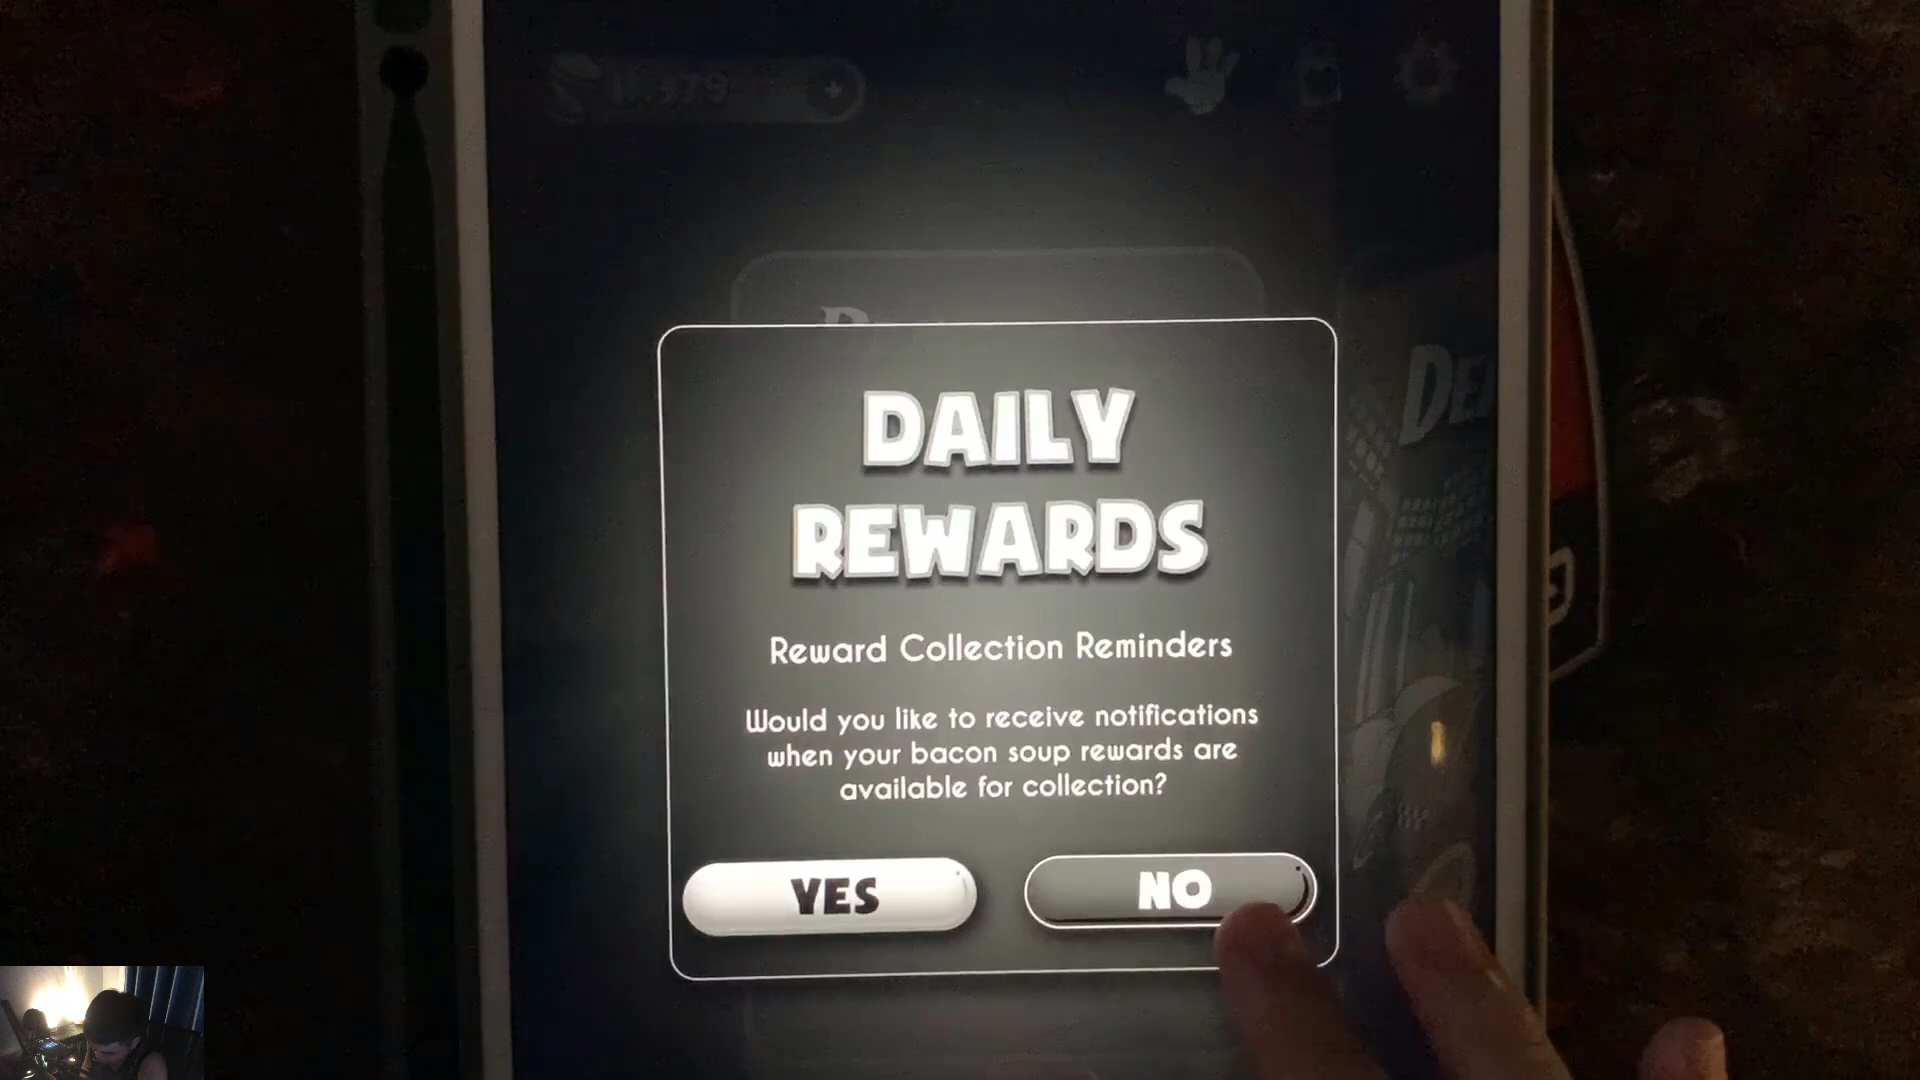 DAILY
REWARDS
Reward Collection Reminders
Would you like to receive notifications
when your bacon soup rewards are
available for collection?
YES
NO